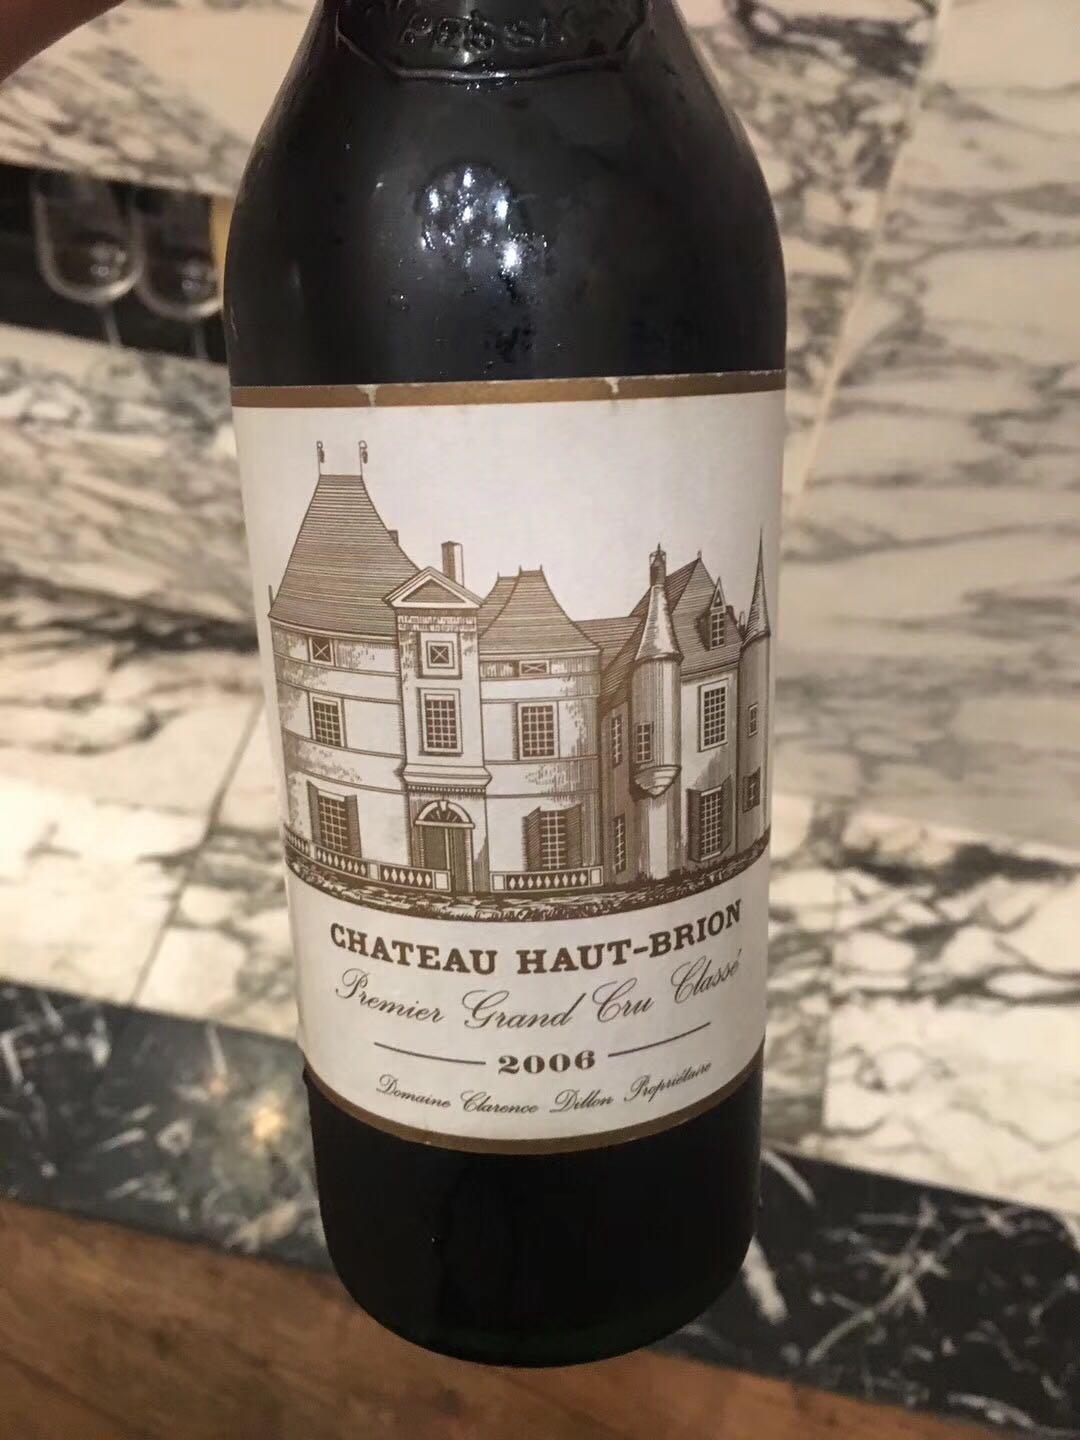 CHATEAU HAUT-BRION
Premier Grand Cru Classé
2006
Domaine Clarence Dillon Propriétaire